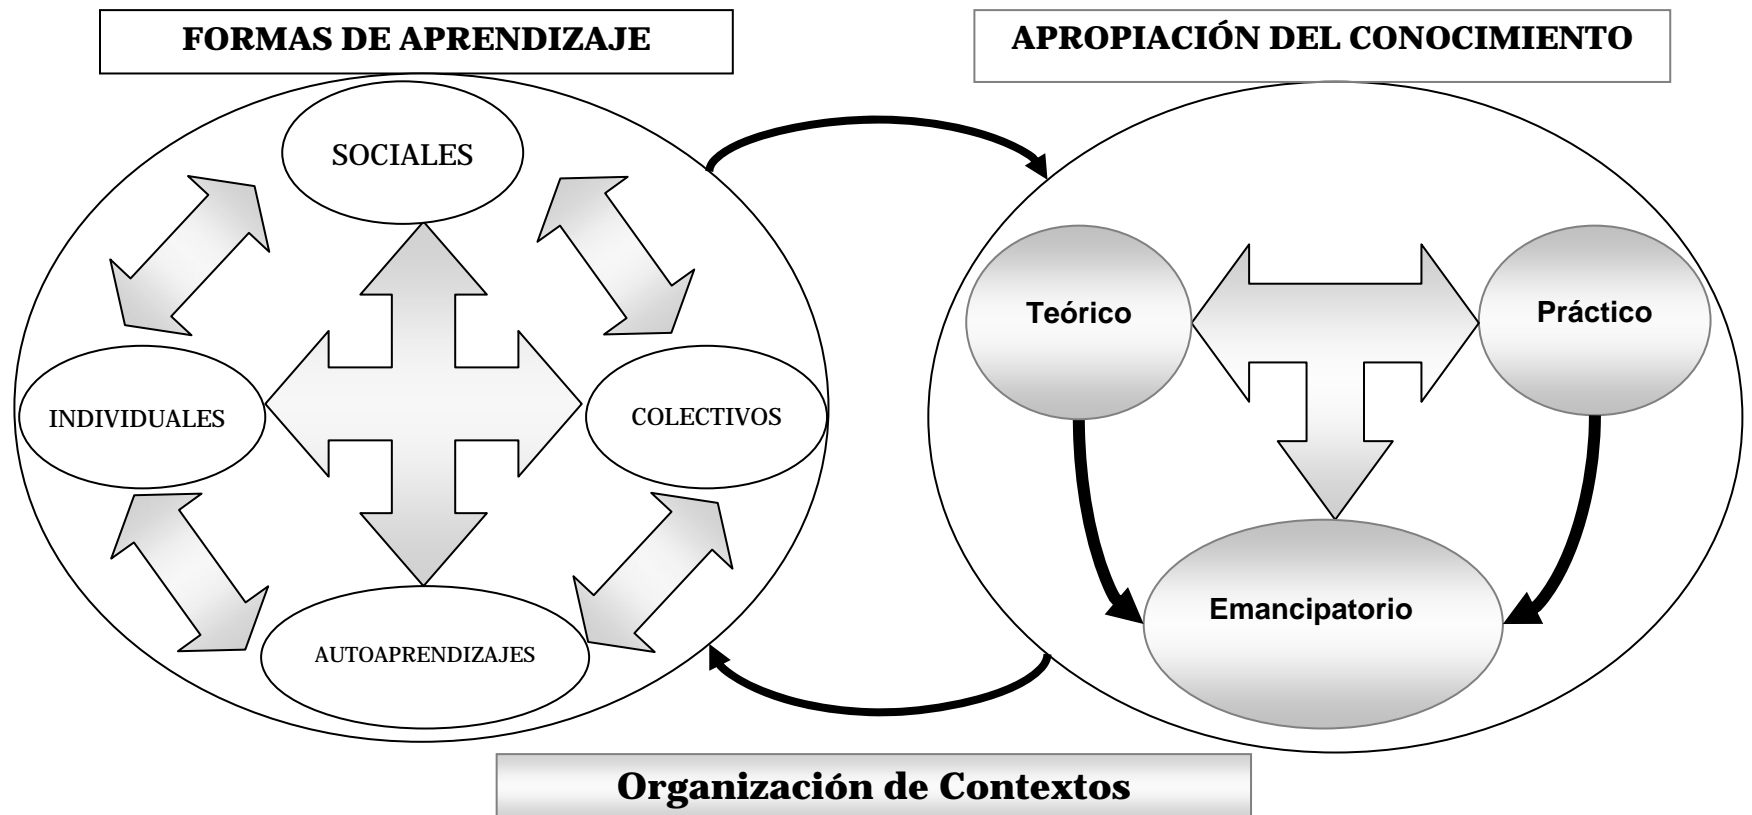 FORMAS DE APRENDIZAJE
APROPIACIÓN DEL CONOCIMIENTO
SOCIALES
INDIVIDUALES
COLECTIVOS
AUTOAPRENDIZAJES
Teórico
Práctico
Emancipatorio
Organización de Contextos